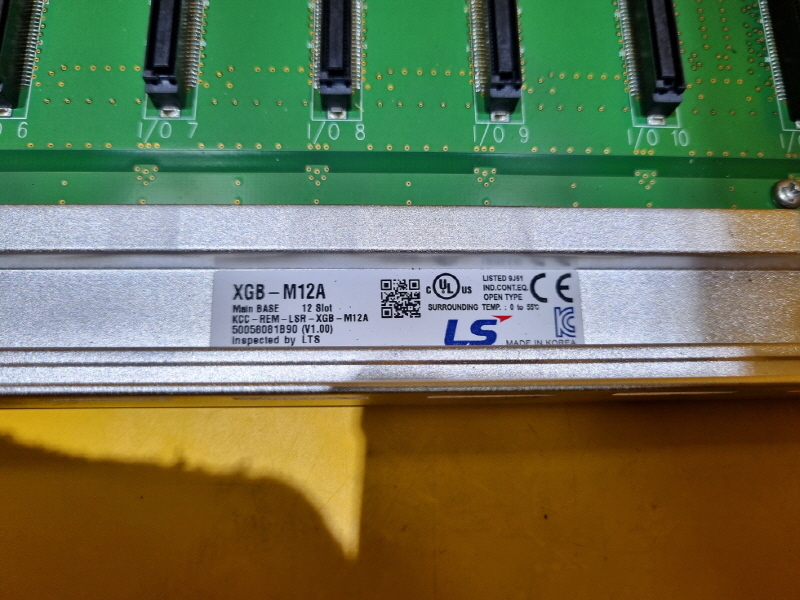 6
I/O 7
I/O 8
I/O 9
I/O 10
XGB-M12A
Main BASE 12 Slot
KCC-REM-LSR-XGB-M12A
50056081B90 (V1.00)
Inspected by LTS
c UL US
LISTED 9J61
IND.CONT.EQ.
OPEN TYPE
CE
SURROUNDING TEMP. : 0 to 55℃
LS
MADE IN KOREA